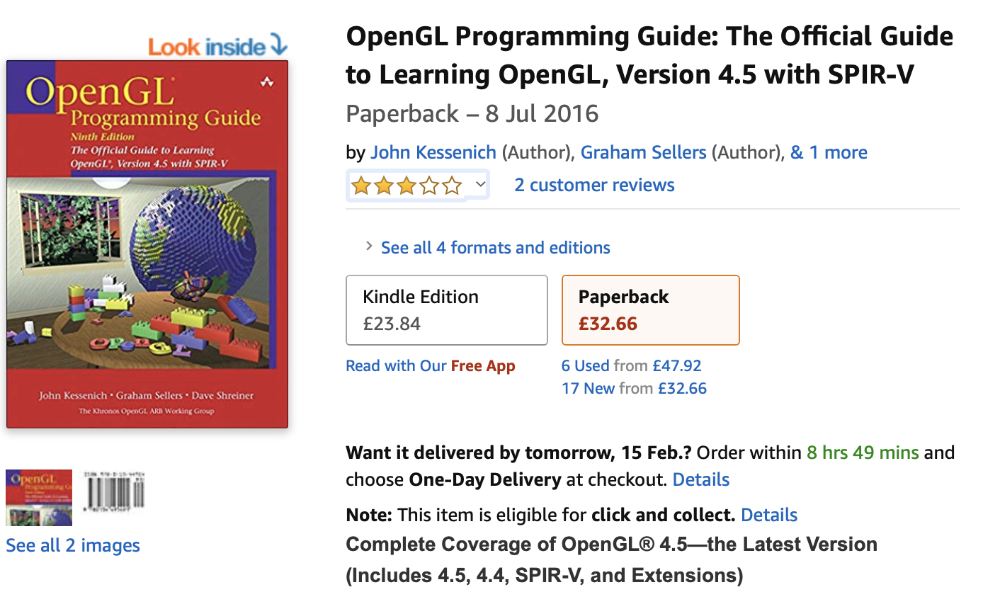 Look inside
OpenGL
Programming Guide
Ninth Edition
The Official Guide to Learning
OpenGL®, Version 4.5 with SPIR-V
OPENGL
John Kessenich • Graham Sellers • Dave Shreiner
The Khronos OpenGL ARB Working Group
OpenGL
See all 2 images
OpenGL Programming Guide: The Official Guide
to Learning OpenGL, Version 4.5 with SPIR-V
Paperback – 8 Jul 2016
by John Kessenich (Author), Graham Sellers (Author), & 1 more
2 customer reviews
See all 4 formats and editions
Kindle Edition
£23.84
Paperback
£32.66
Read with Our Free App
6 Used from £47.92
17 New from £32.66
Want it delivered by tomorrow, 15 Feb.? Order within 8 hrs 49 mins and
choose One-Day Delivery at checkout. Details
Note: This item is eligible for click and collect. Details
Complete Coverage of OpenGL® 4.5—the Latest Version
(Includes 4.5, 4.4, SPIR-V, and Extensions)